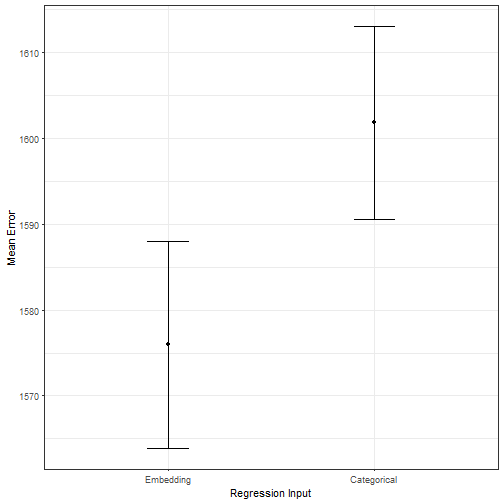 1610
1600
1590
1580
1570
Mean Error
Embedding Categorical
Regression Input